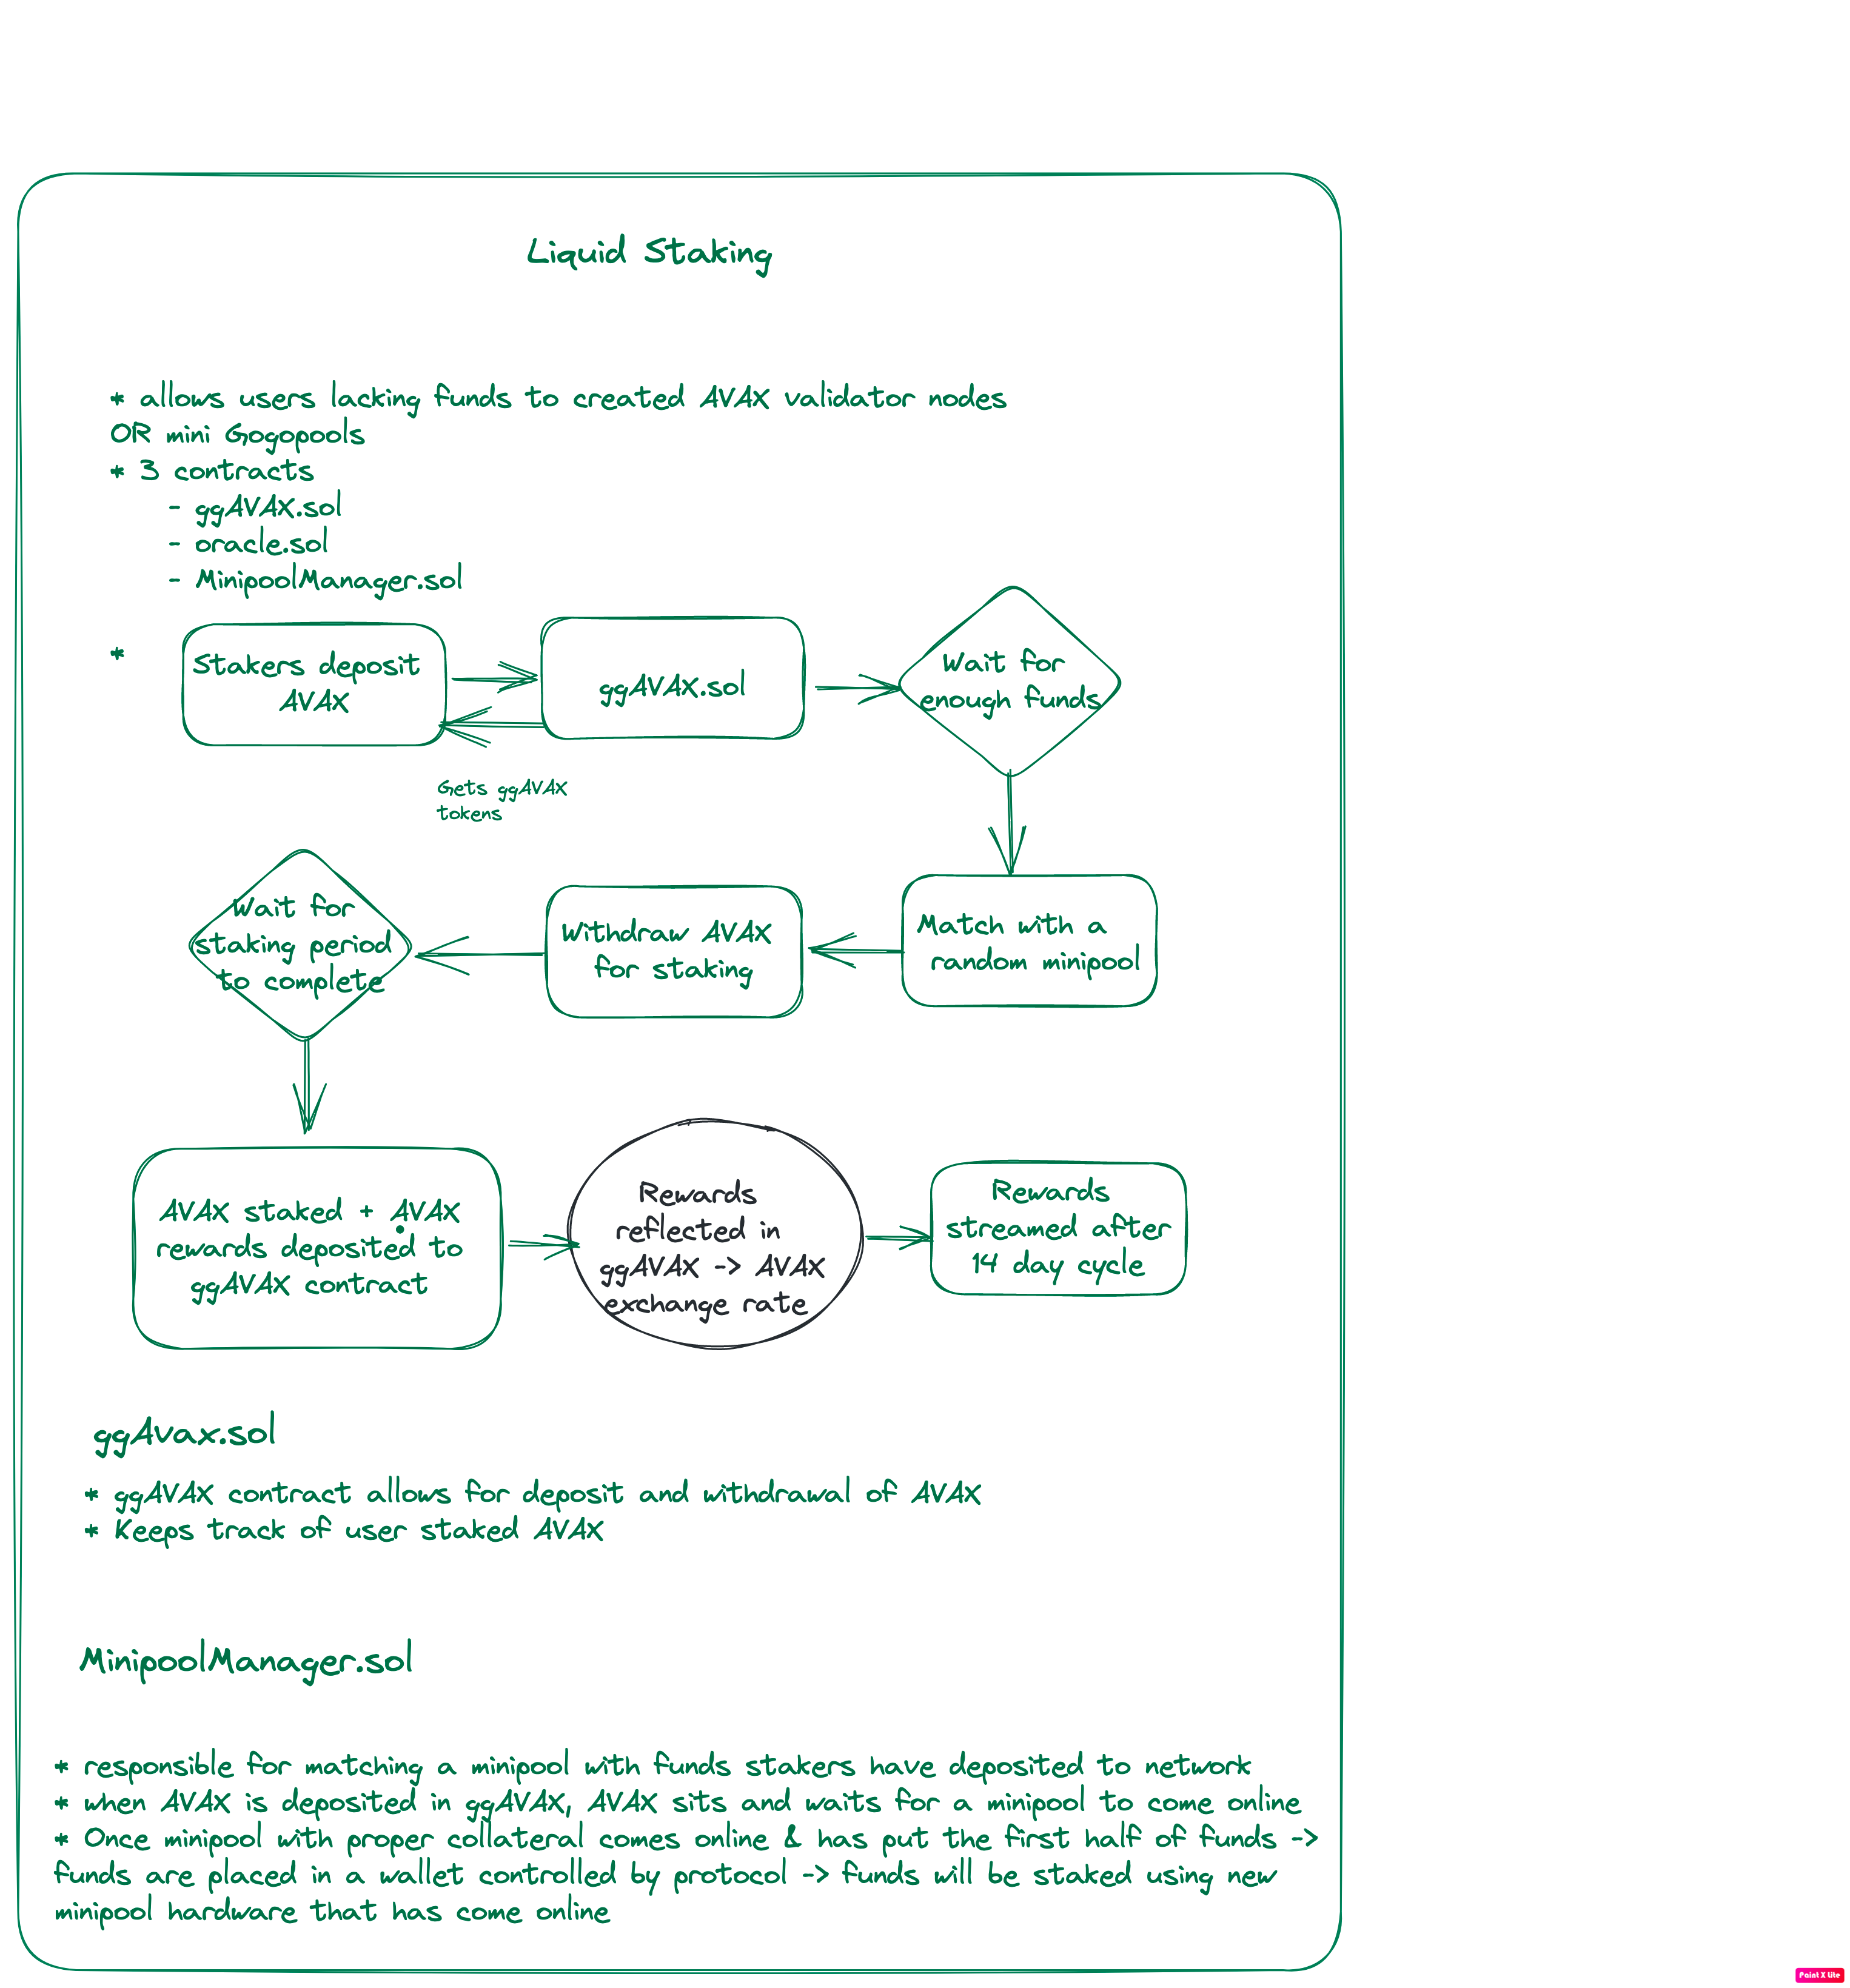 Liquid Staking
* allows users lacking funds to created AVAX validator nodes
OR mini Gogopools
* 3 contracts
- ggAVAX.sol
- oracle.sol
- MinipoolManager.sol
*
Stakers deposit
AVAX
ggAVAX.sol
Wait for
enough funds
Gets ggAVAX
tokens
Match with a
random minipool
Withdraw AVAX
for staking
Wait for
staking period
to complete
AVAX staked + AVAX
rewards deposited to
ggAVAX contract
Rewards
reflected in
ggAVAX -> AVAX
exchange rate
Rewards
streamed after
14 day cycle
ggAvax.sol
* ggAVAX contract allows for deposit and withdrawal of AVAX
* Keeps track of user staked AVAX
MinipoolManager.sol
* responsible for matching a minipool with funds stakers have deposited to network
* when AVAX is deposited in ggAVAX, AVAX sits and waits for a minipool to come online
* Once minipool with proper collateral comes online & has put the first half of funds ->
funds are placed in a wallet controlled by protocol -> funds will be staked using new
minipool hardware that has come online
Paint X Lite